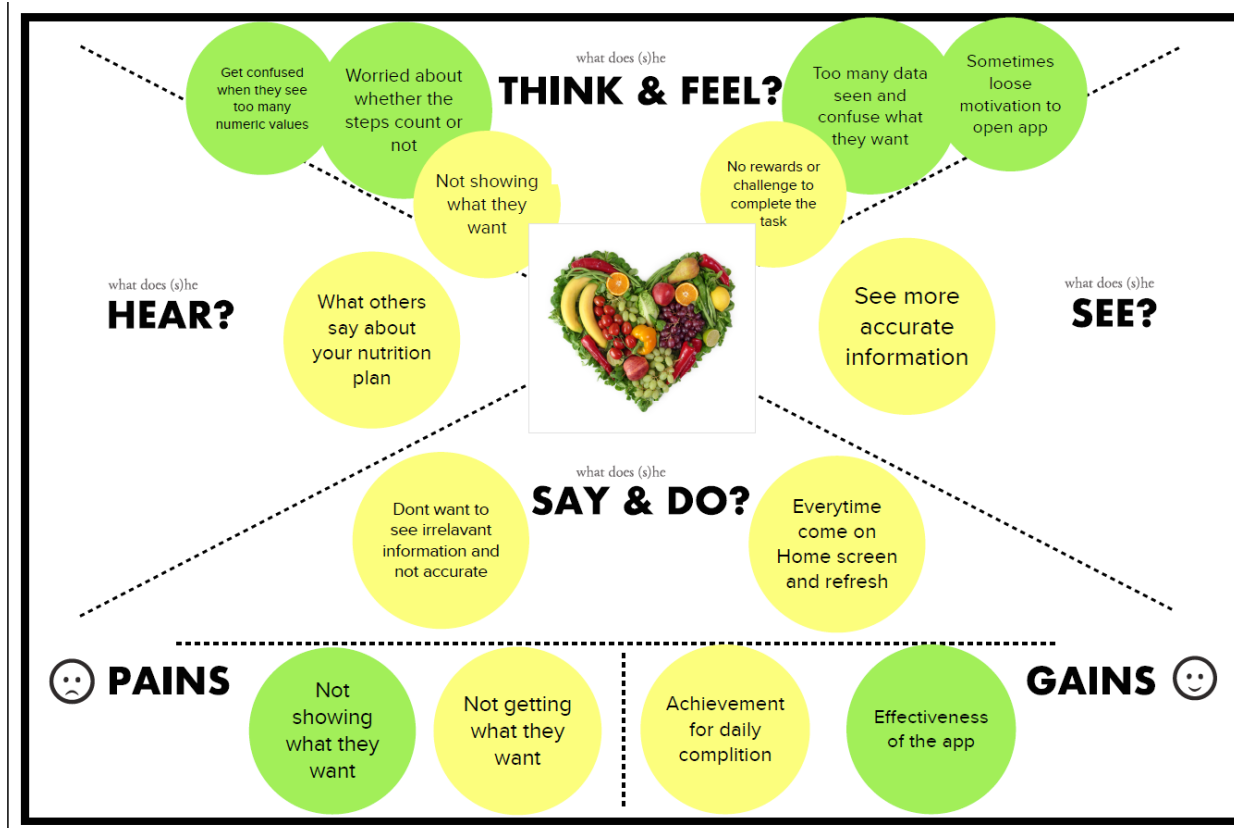 what does (s)he
THINK & FEEL?
Get confused
when they see
too many
numeric values
Worried about
whether the
steps count or
not
Not showing
what they
want
Too many data
seen and
confuse what
they want
Sometimes
loose
motivation to
open app
No rewards or
challenge to
complete the
task
what does (s)he
HEAR?
What others
say about
your nutrition
plan
See more
accurate
information
what does (s)he
SEE?
what does (s)he
SAY & DO?
Dont want to
see irrelavant
information and
not accurate
Everytime
come on
Home screen
and refresh
PAINS
Not
showing
what they
want
Not getting
what they
want
Achievement
for daily
complition
Effectiveness
of the app
GAINS